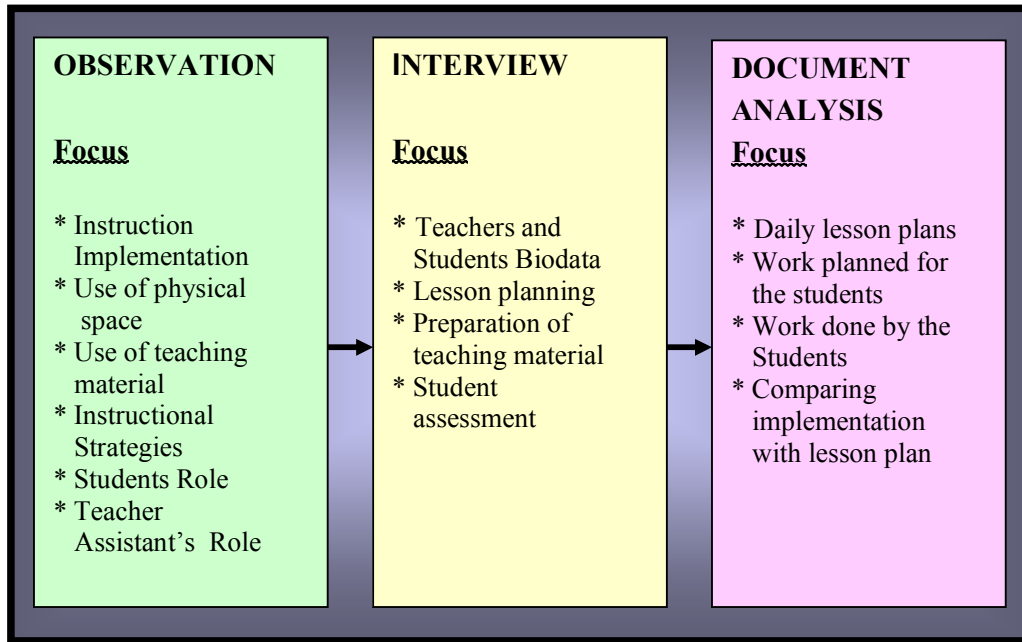 OBSERVATION
Focus
* Instruction
Implementation
* Use of physical
space
* Use of teaching
material
* Instructional
Strategies
* Students Role
* Teacher
Assistant's Role
INTERVIEW
Focus
* Teachers and
Students Biodata
* Lesson planning
* Preparation of
teaching material
* Student
assessment
DOCUMENT
ANALYSIS
Focus
* Daily lesson plans
* Work planned for
the students
* Work done by the
Students
* Comparing
implementation
with lesson plan